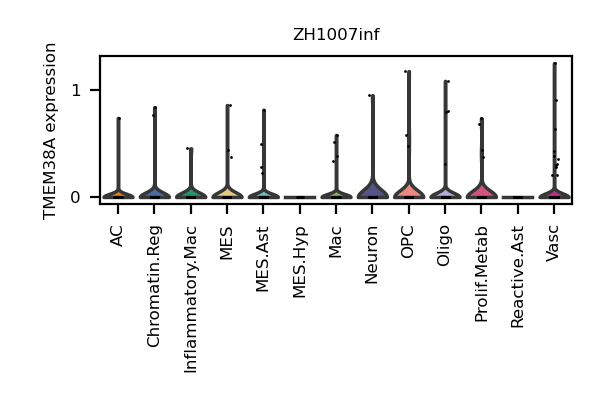 ZH1007inf
TMEM38A expression
1
0
AC
Chromatin.Reg
Inflammatory.Mac
MES
MES.Ast
MES.Hyp
Mac
Neuron
OPC
Oligo
Prolif.Metab
Reactive.Ast
Vasc